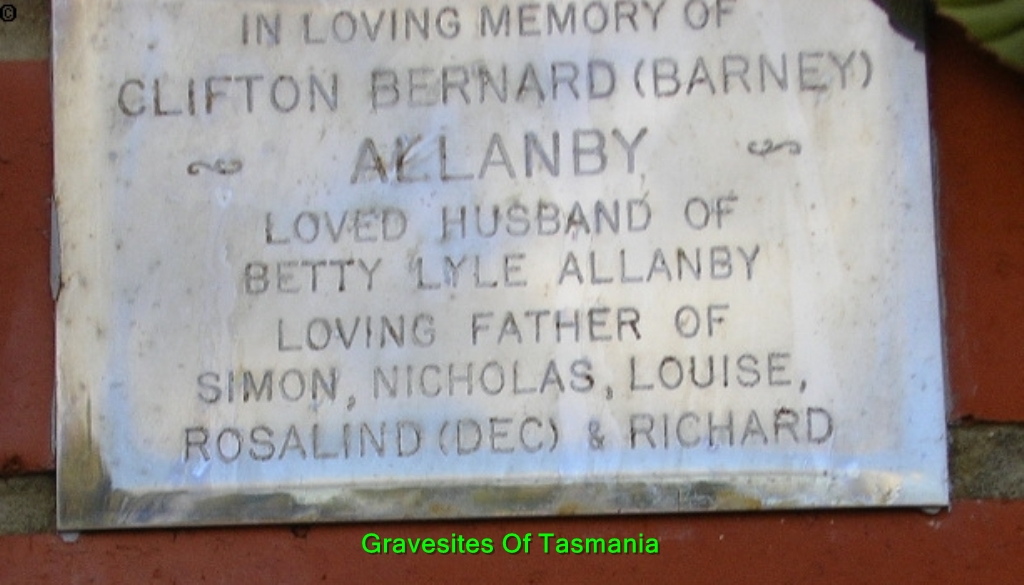 ©
IN LOVING MEMORY OF
CLIFTON BERNARD (BARNEY)
~ ALLANBY ~
LOVED HUSBAND OF
BETTY LYLE ALLANBY
LOVING FATHER OF
SIMON, NICHOLAS, LOUISE,
ROSALIND (DEC) & RICHARD
Gravesites Of Tasmania